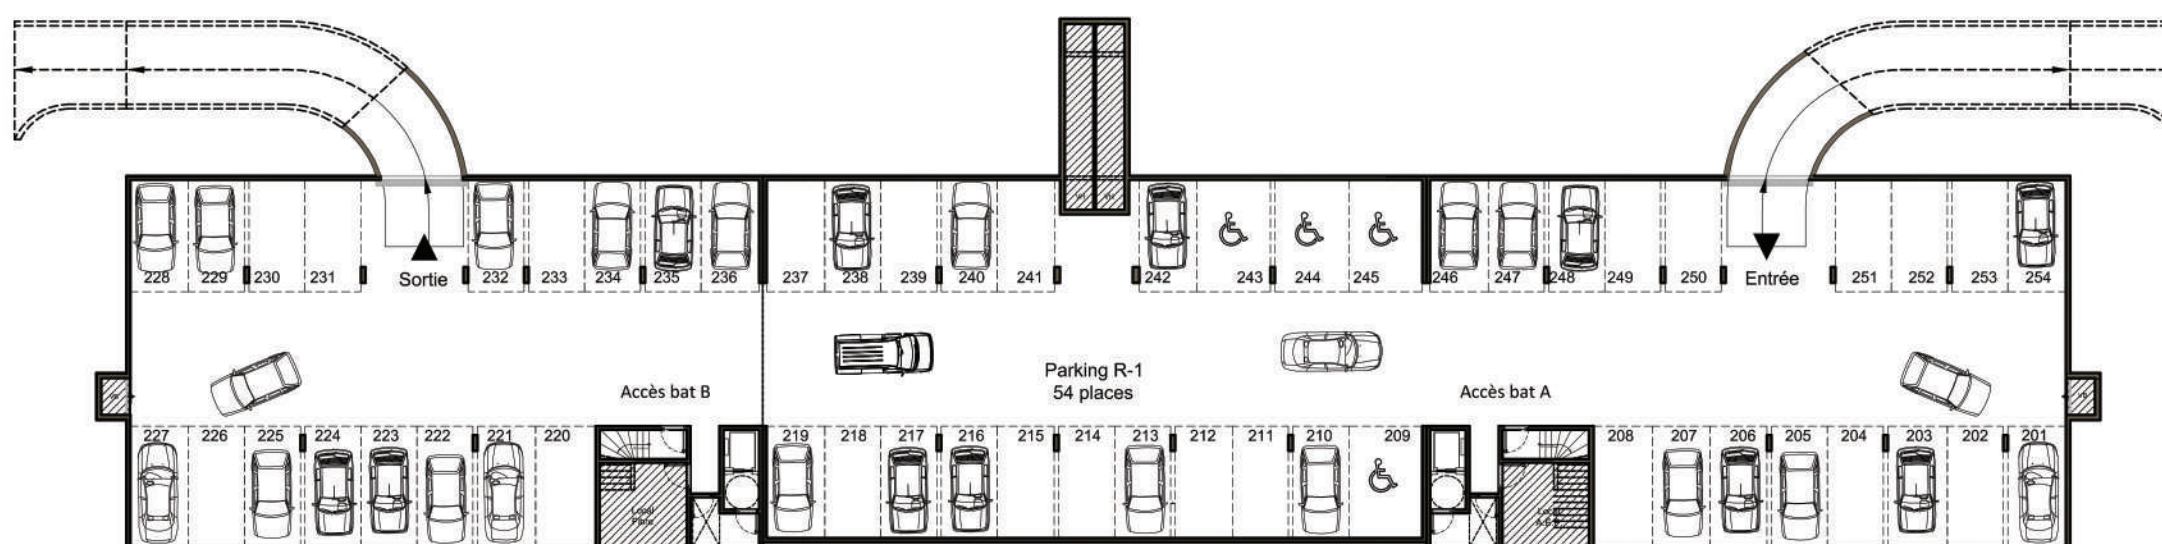 228 229 230 231 Sortie 232 233 234 235 236 237 238 239 240 241 242 243 244 245 246 247 248 249 250 Entrée 251 252 253 254
Parking R-1
54 places
Accès bat B
Accès bat A
227 226 225 224 223 222 221 220 219 218 217 216 215 214 213 212 211 210 209 208 207 206 205 204 203 202 201
Local
Local